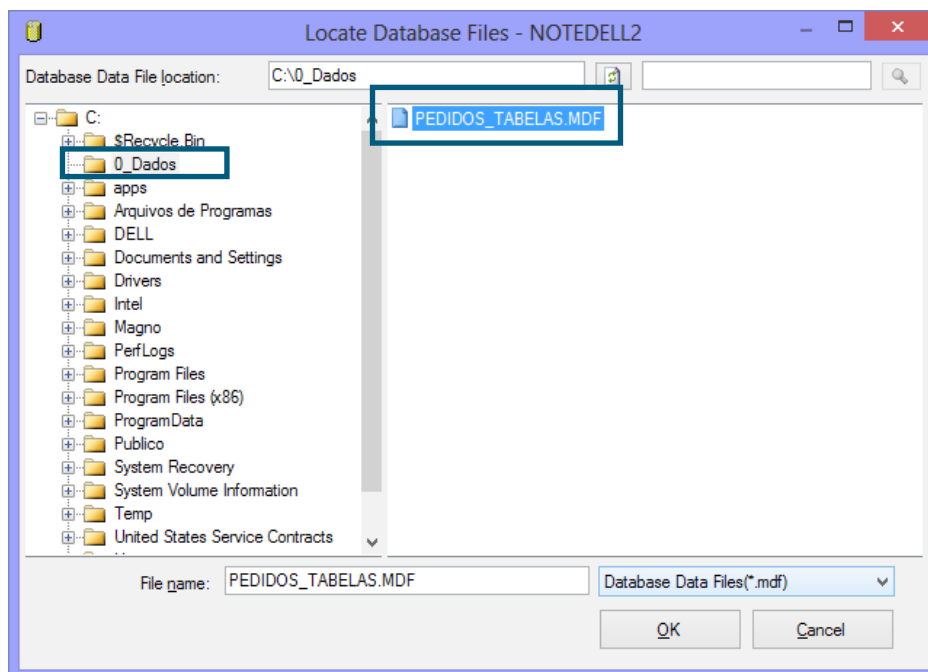 Locate Database Files - NOTEDELL2
Database Data File location: C:\0_Dados
C:
$Recycle.Bin
0_Dados
apps
Arquivos de Programas
DELL
Documents and Settings
Drivers
Intel
Magno
PerfLogs
Program Files
Program Files (x86)
ProgramData
Publico
System Recovery
System Volume Information
Temp
United States Service Contracts
PEDIDOS_TABELAS.MDF
File name: PEDIDOS_TABELAS.MDF Database Data Files(*.mdf)
OK Cancel